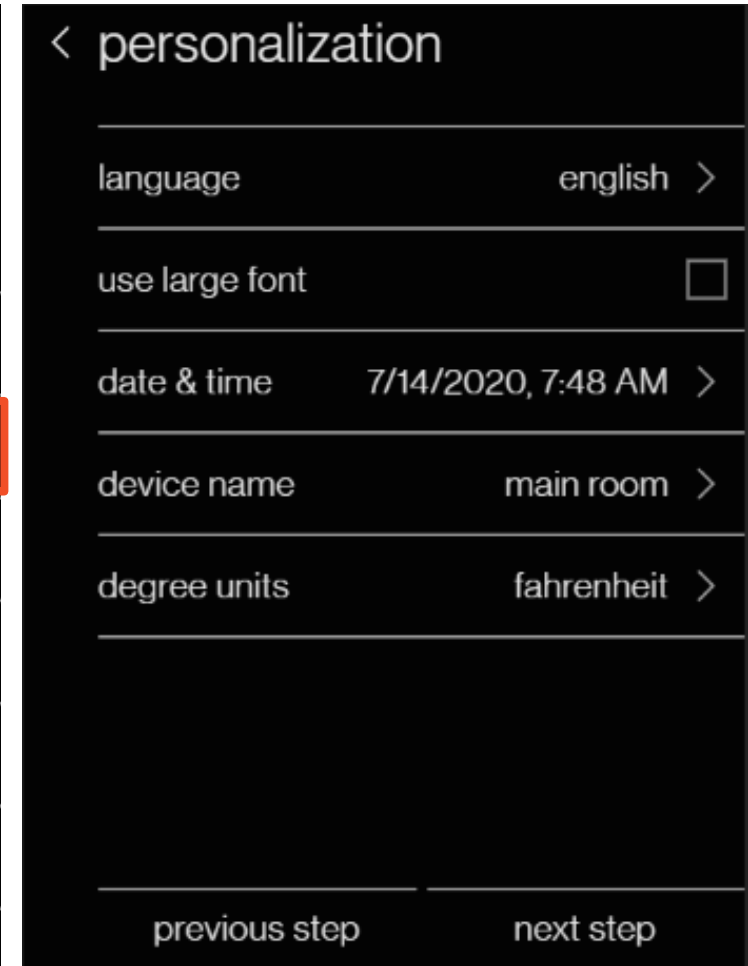 personalization
language english
use large font
date & time 7/14/2020, 7:48 AM
device name main room
degree units fahrenheit
previous step next step